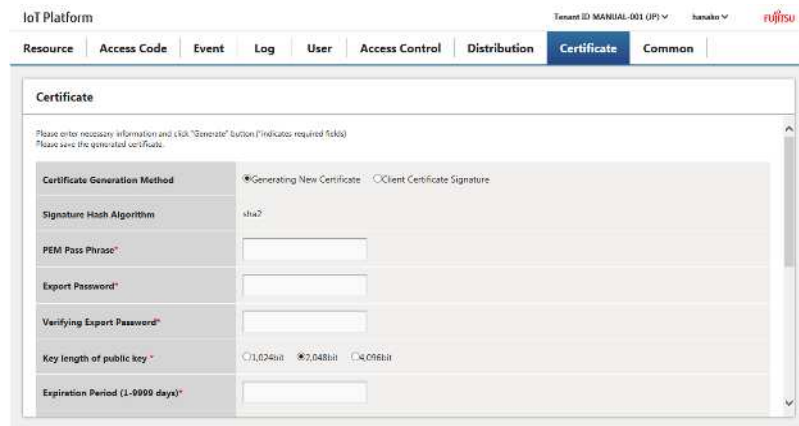 IoT Platform
Tenant ID MANUAL-001 (JP) hanako FUJITSU
Resource Access Code Event Log User Access Control Distribution Certificate Common
Certificate
Please enter necessary information and click "Generate" button.(*indicates required fields)
Please save the generated certificate.
Certificate Generation Method Generating New Certificate Client Certificate Signature
Signature Hash Algorithm sha2
PEM Pass Phrase*
Export Password*
Verifying Export Password*
Key length of public key * 1,024bit 2,048bit 4,096bit
Expiration Period (1-9999 days)*